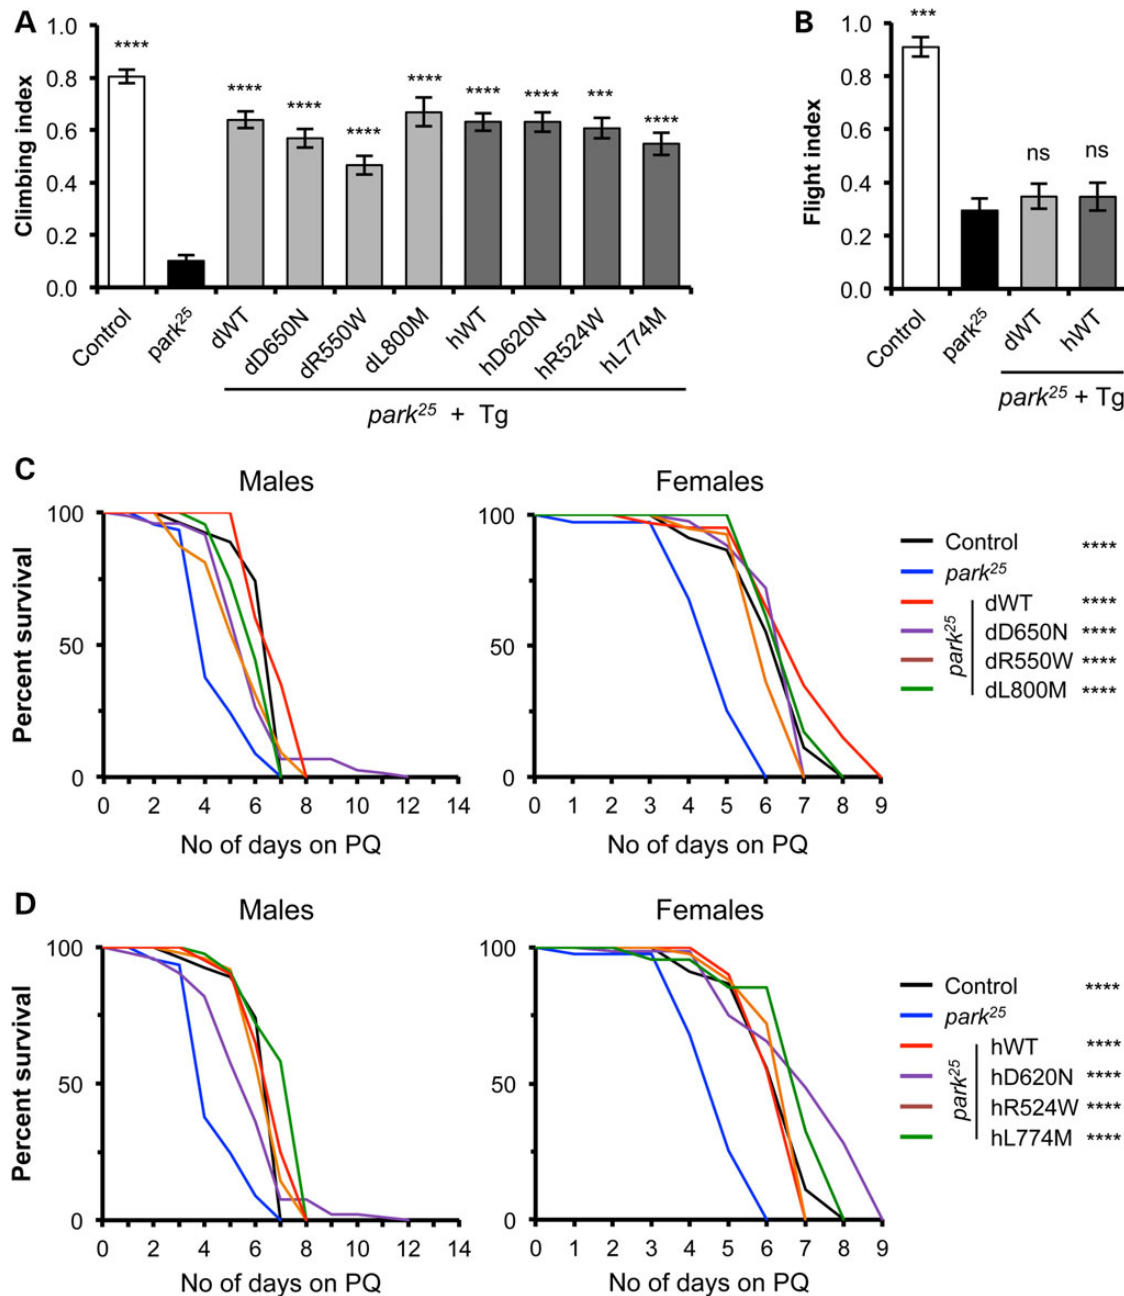 A
Climbing index
1.0
0.8
0.6
0.4
0.2
0.0
**** **** **** **** **** **** **** *** ****
Control park²⁵ dWT dD650N dR550W dL800M hWT hD620N hR524W hL774M
park²⁵ + Tg
B
Flight index
1.0
0.8
0.6
0.4
0.2
0.0
*** ns ns
Control park²⁵ dWT hWT
park²⁵ + Tg
C
Males
Percent survival
100
50
0
0 2 4 6 8 10 12 14
No of days on PQ
Females
100
50
0
0 1 2 3 4 5 6 7 8 9
No of days on PQ
Control ****
park²⁵
park²⁵
dWT ****
dD650N ****
dR550W ****
dL800M ****
D
Males
Percent survival
100
50
0
0 2 4 6 8 10 12 14
No of days on PQ
Females
100
50
0
0 1 2 3 4 5 6 7 8 9
No of days on PQ
Control ****
park²⁵
park²⁵
hWT ****
hD620N ****
hR524W ****
hL774M ****